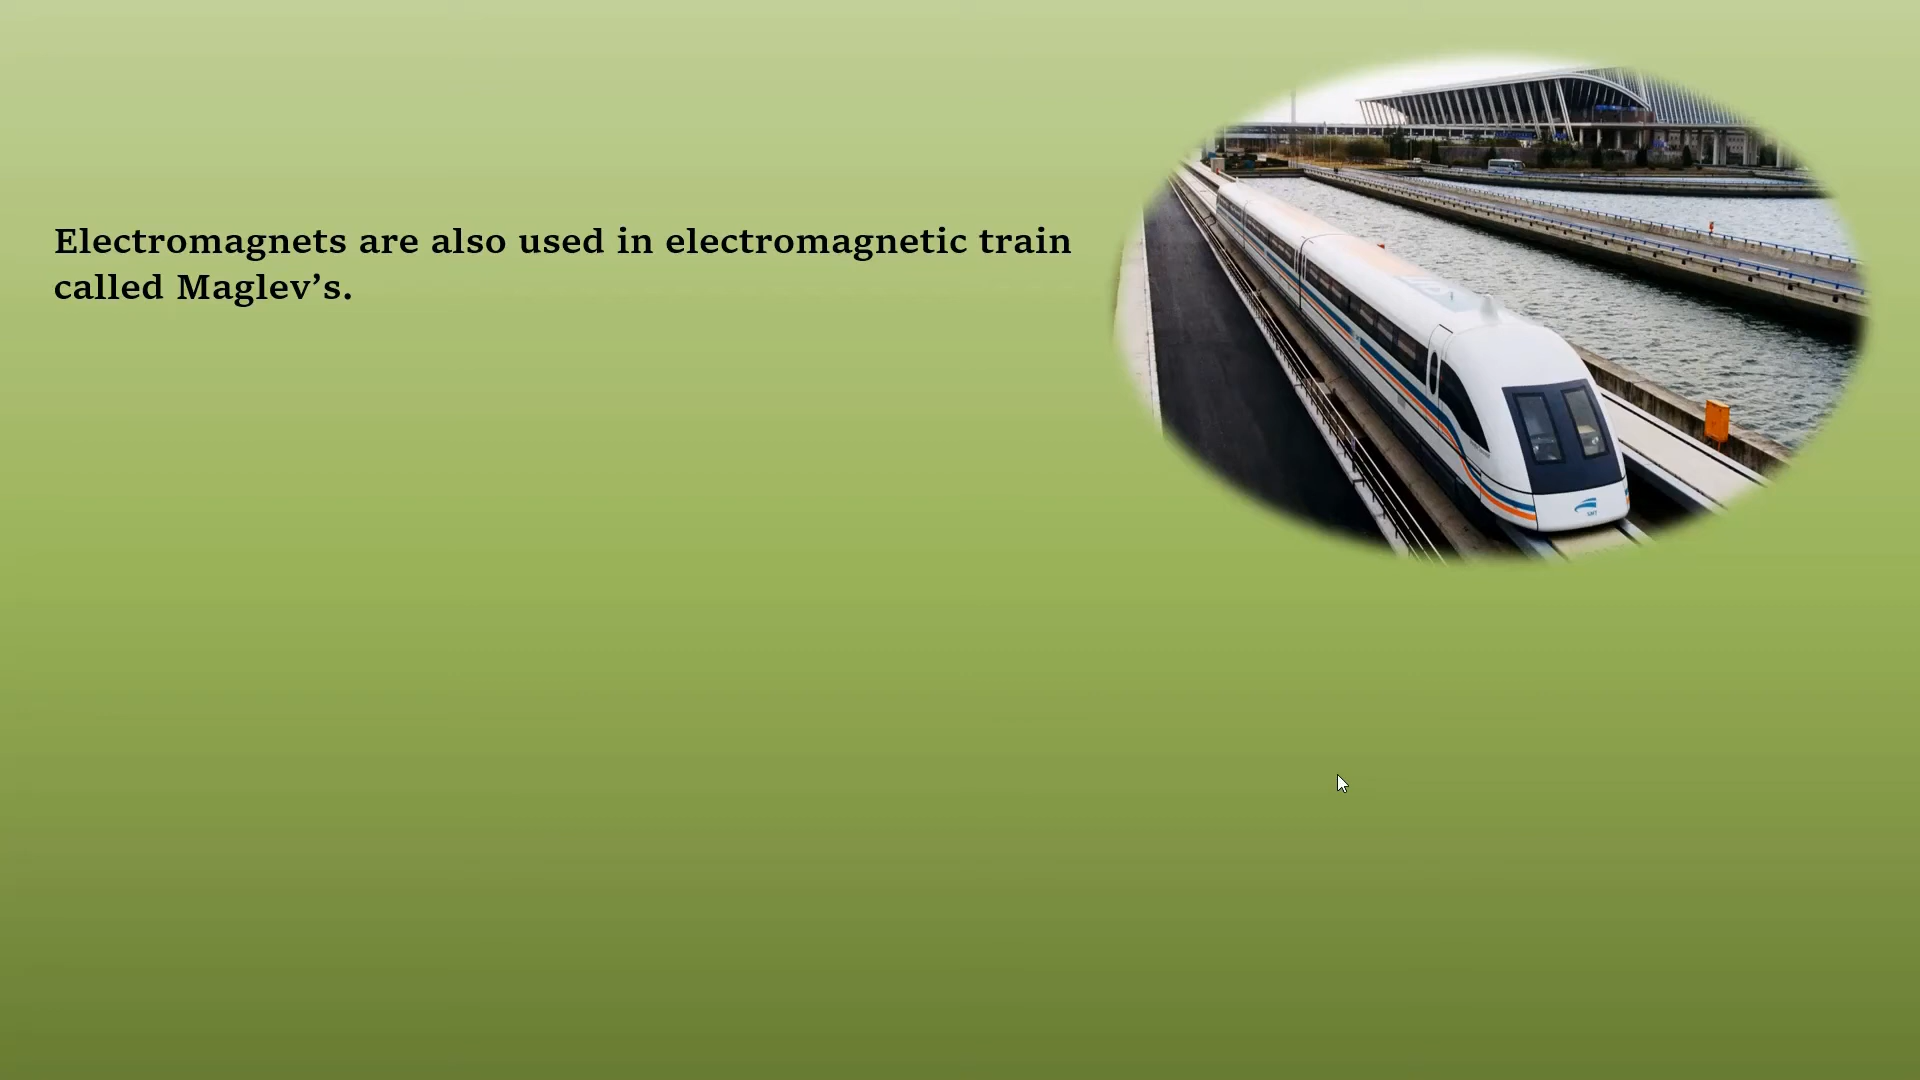 Electromagnets are also used in electromagnetic train
called Maglev’s.